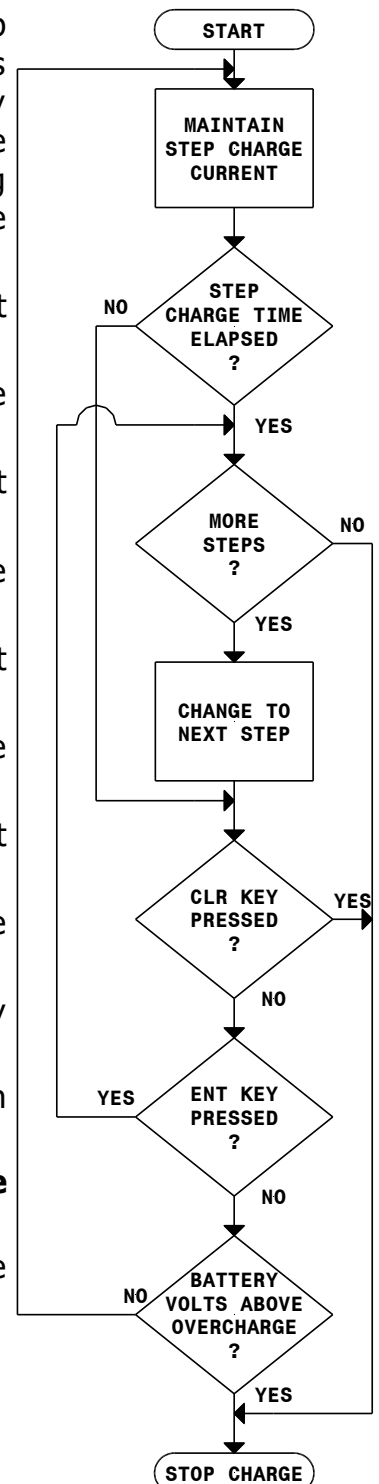 START
MAINTAIN
STEP CHARGE
CURRENT
STEP
CHARGE TIME
ELAPSED
?
NO
YES
MORE
STEPS
?
NO
YES
CHANGE TO
NEXT STEP
CLR KEY
PRESSED
?
YES
NO
ENT KEY
PRESSED
?
YES
NO
BATTERY
VOLTS ABOVE
OVERCHARGE
?
NO
YES
STOP CHARGE